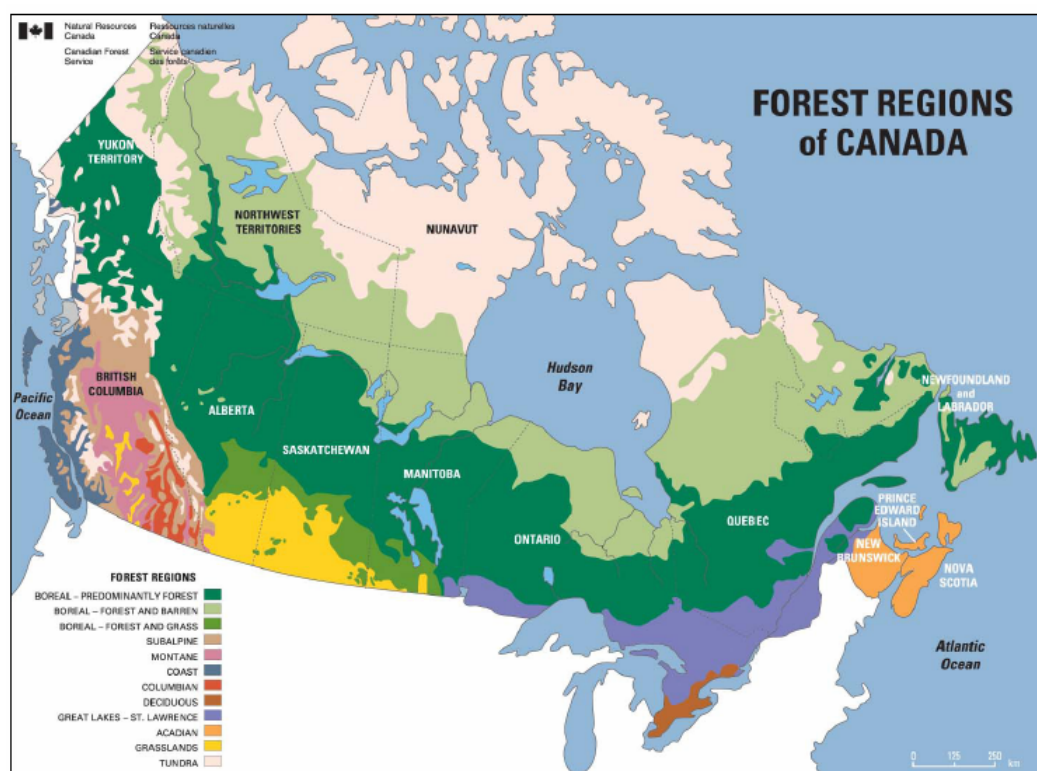 Natural Resources
Canada
Ressources naturelles
Canada
Canadian Forest
Service
Service canadien
des forêts
FOREST REGIONS
of CANADA
YUKON
TERRITORY
NORTHWEST
TERRITORIES
NUNAVUT
Hudson
Bay
Pacific
Ocean
BRITISH
COLUMBIA
ALBERTA
SASKATCHEWAN
MANITOBA
ONTARIO
QUEBEC
NEWFOUNDLAND
and
LABRADOR
PRINCE
EDWARD
ISLAND
NEW
BRUNSWICK
NOVA
SCOTIA
Atlantic
Ocean
FOREST REGIONS
BOREAL – PREDOMINANTLY FOREST
BOREAL – FOREST AND BARREN
BOREAL – FOREST AND GRASS
SUBALPINE
MONTANE
COAST
COLUMBIAN
DECIDUOUS
GREAT LAKES – ST. LAWRENCE
ACADIAN
GRASSLANDS
TUNDRA
0 125 250
km